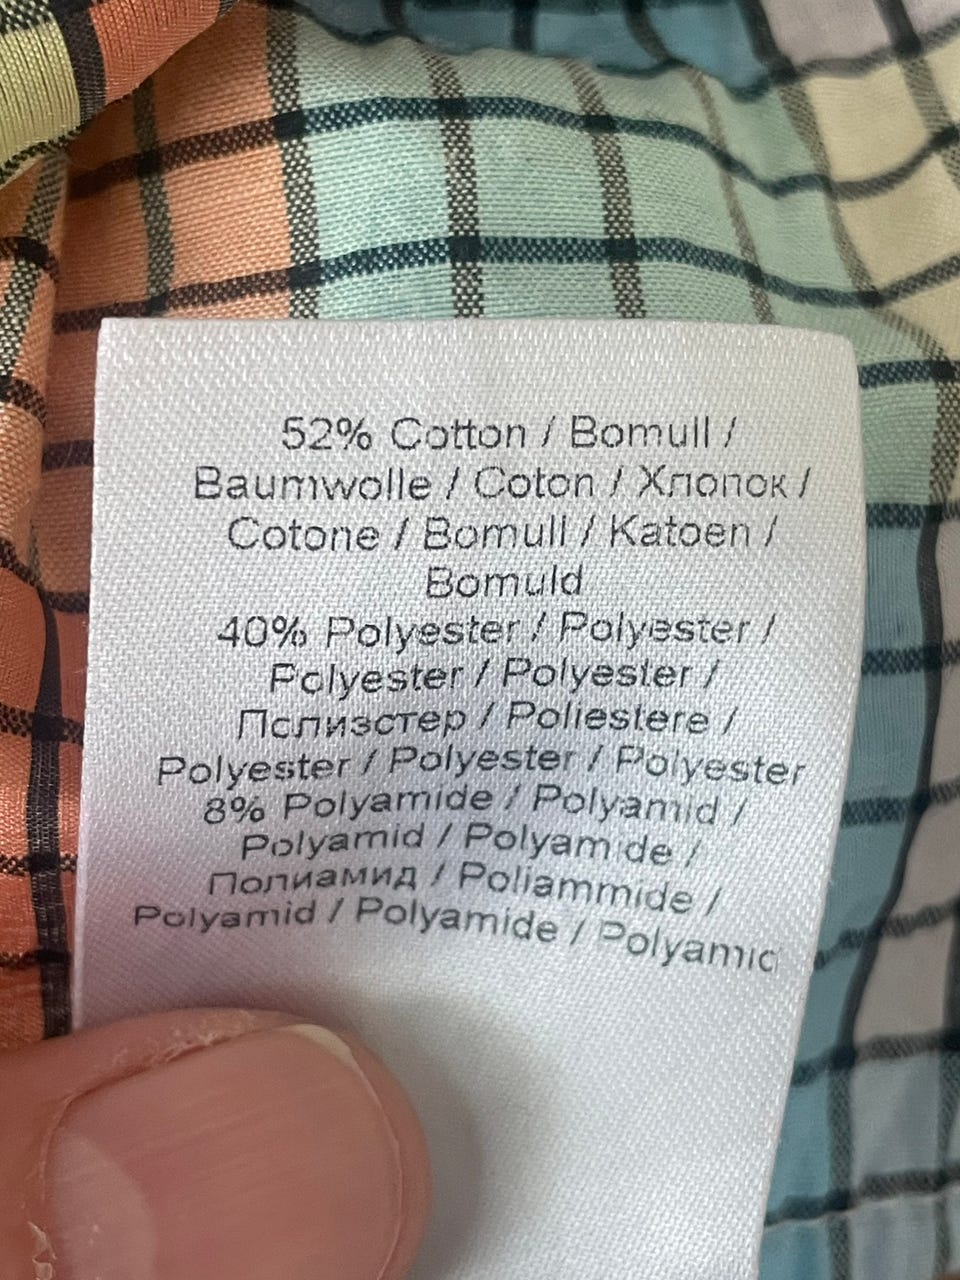 52% Cotton / Bomull /
Baumwolle / Coton / Хлопок /
Cotone / Bomull / Katoen /
Bomuld
40% Polyester / Polyester /
Polyester / Polyester /
Полиэстер / Poliestere /
Polyester / Polyester / Polyester
8% Polyamide / Polyamid /
Polyamid / Polyamide /
Полиамид / Poliammide /
Polyamid / Polyamide / Polyamid